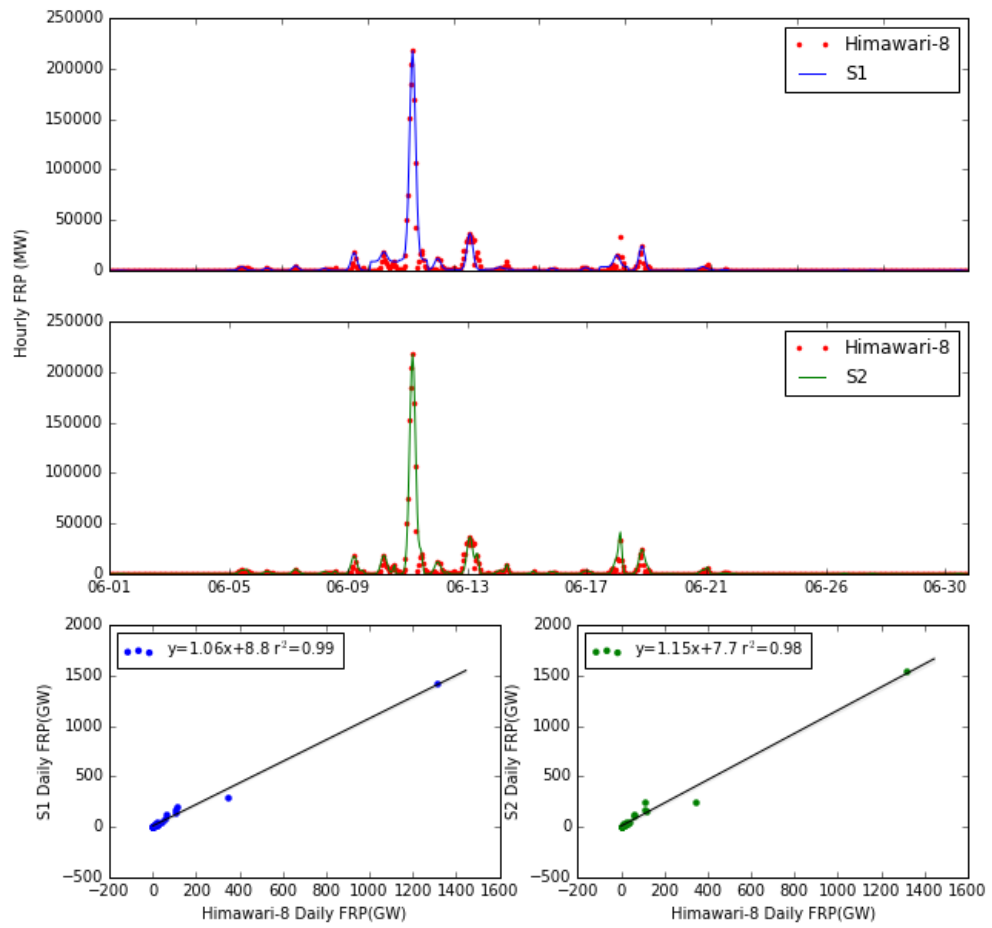 250000
200000
150000
100000
50000
0
Himawari-8
S1
Hourly FRP (MW)
250000
200000
150000
100000
50000
0
Himawari-8
S2
06-01 06-05 06-09 06-13 06-17 06-21 06-26 06-30
2000
1500
1000
500
0
−500
y=1.06x+8.8 r²=0.99
S1 Daily FRP(GW)
−200 0 200 400 600 800 1000 1200 1400 1600
Himawari-8 Daily FRP(GW)
2000
1500
1000
500
0
−500
y=1.15x+7.7 r²=0.98
S2 Daily FRP(GW)
−200 0 200 400 600 800 1000 1200 1400 1600
Himawari-8 Daily FRP(GW)